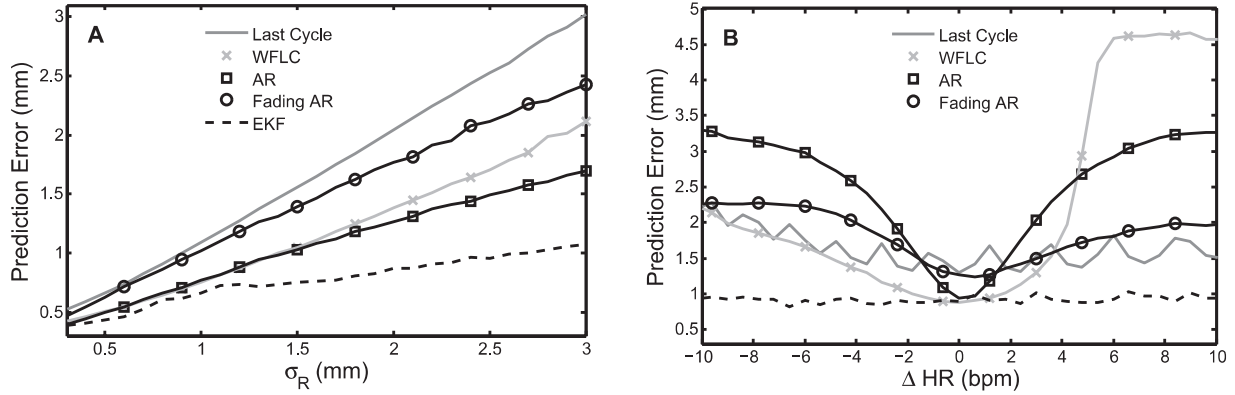 A
Last Cycle
WFLC
AR
Fading AR
EKF
Prediction Error (mm)
3
2.5
2
1.5
1
0.5
0.5
1
1.5
2
2.5
3
σR (mm)
B
Last Cycle
WFLC
AR
Fading AR
Prediction Error (mm)
5
4.5
4
3.5
3
2.5
2
1.5
1
0.5
−10
−8
−6
−4
−2
0
2
4
6
8
10
Δ HR (bpm)